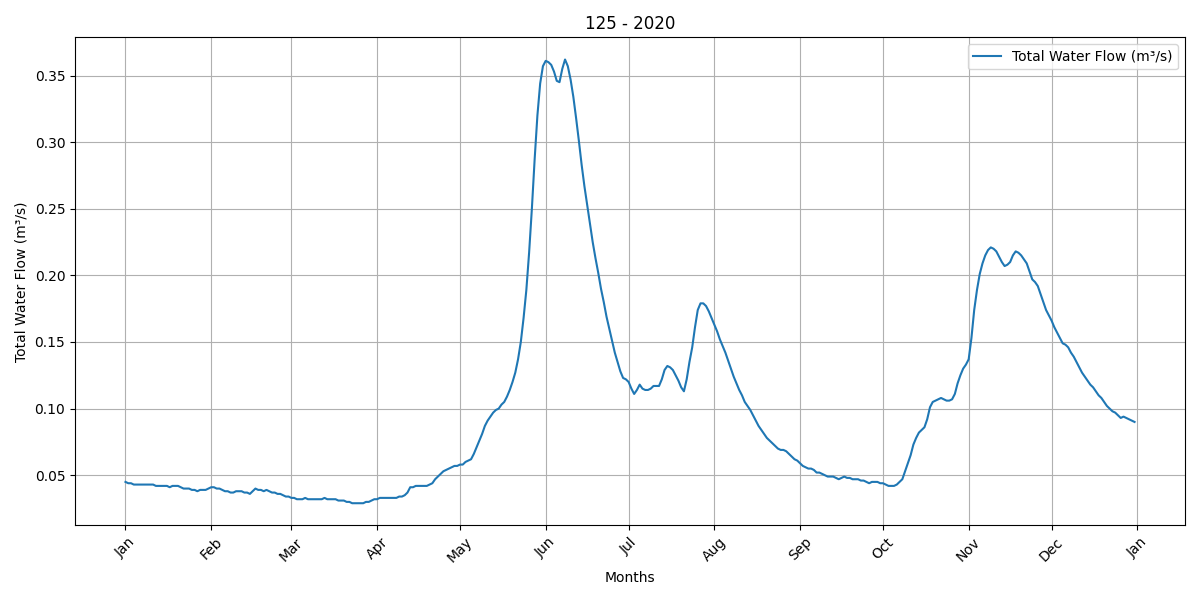 125 - 2020
Total Water Flow (m³/s)
Total Water Flow (m³/s)
0.35
0.30
0.25
0.20
0.15
0.10
0.05
Jan
Feb
Mar
Apr
May
Jun
Jul
Aug
Sep
Oct
Nov
Dec
Jan
Months